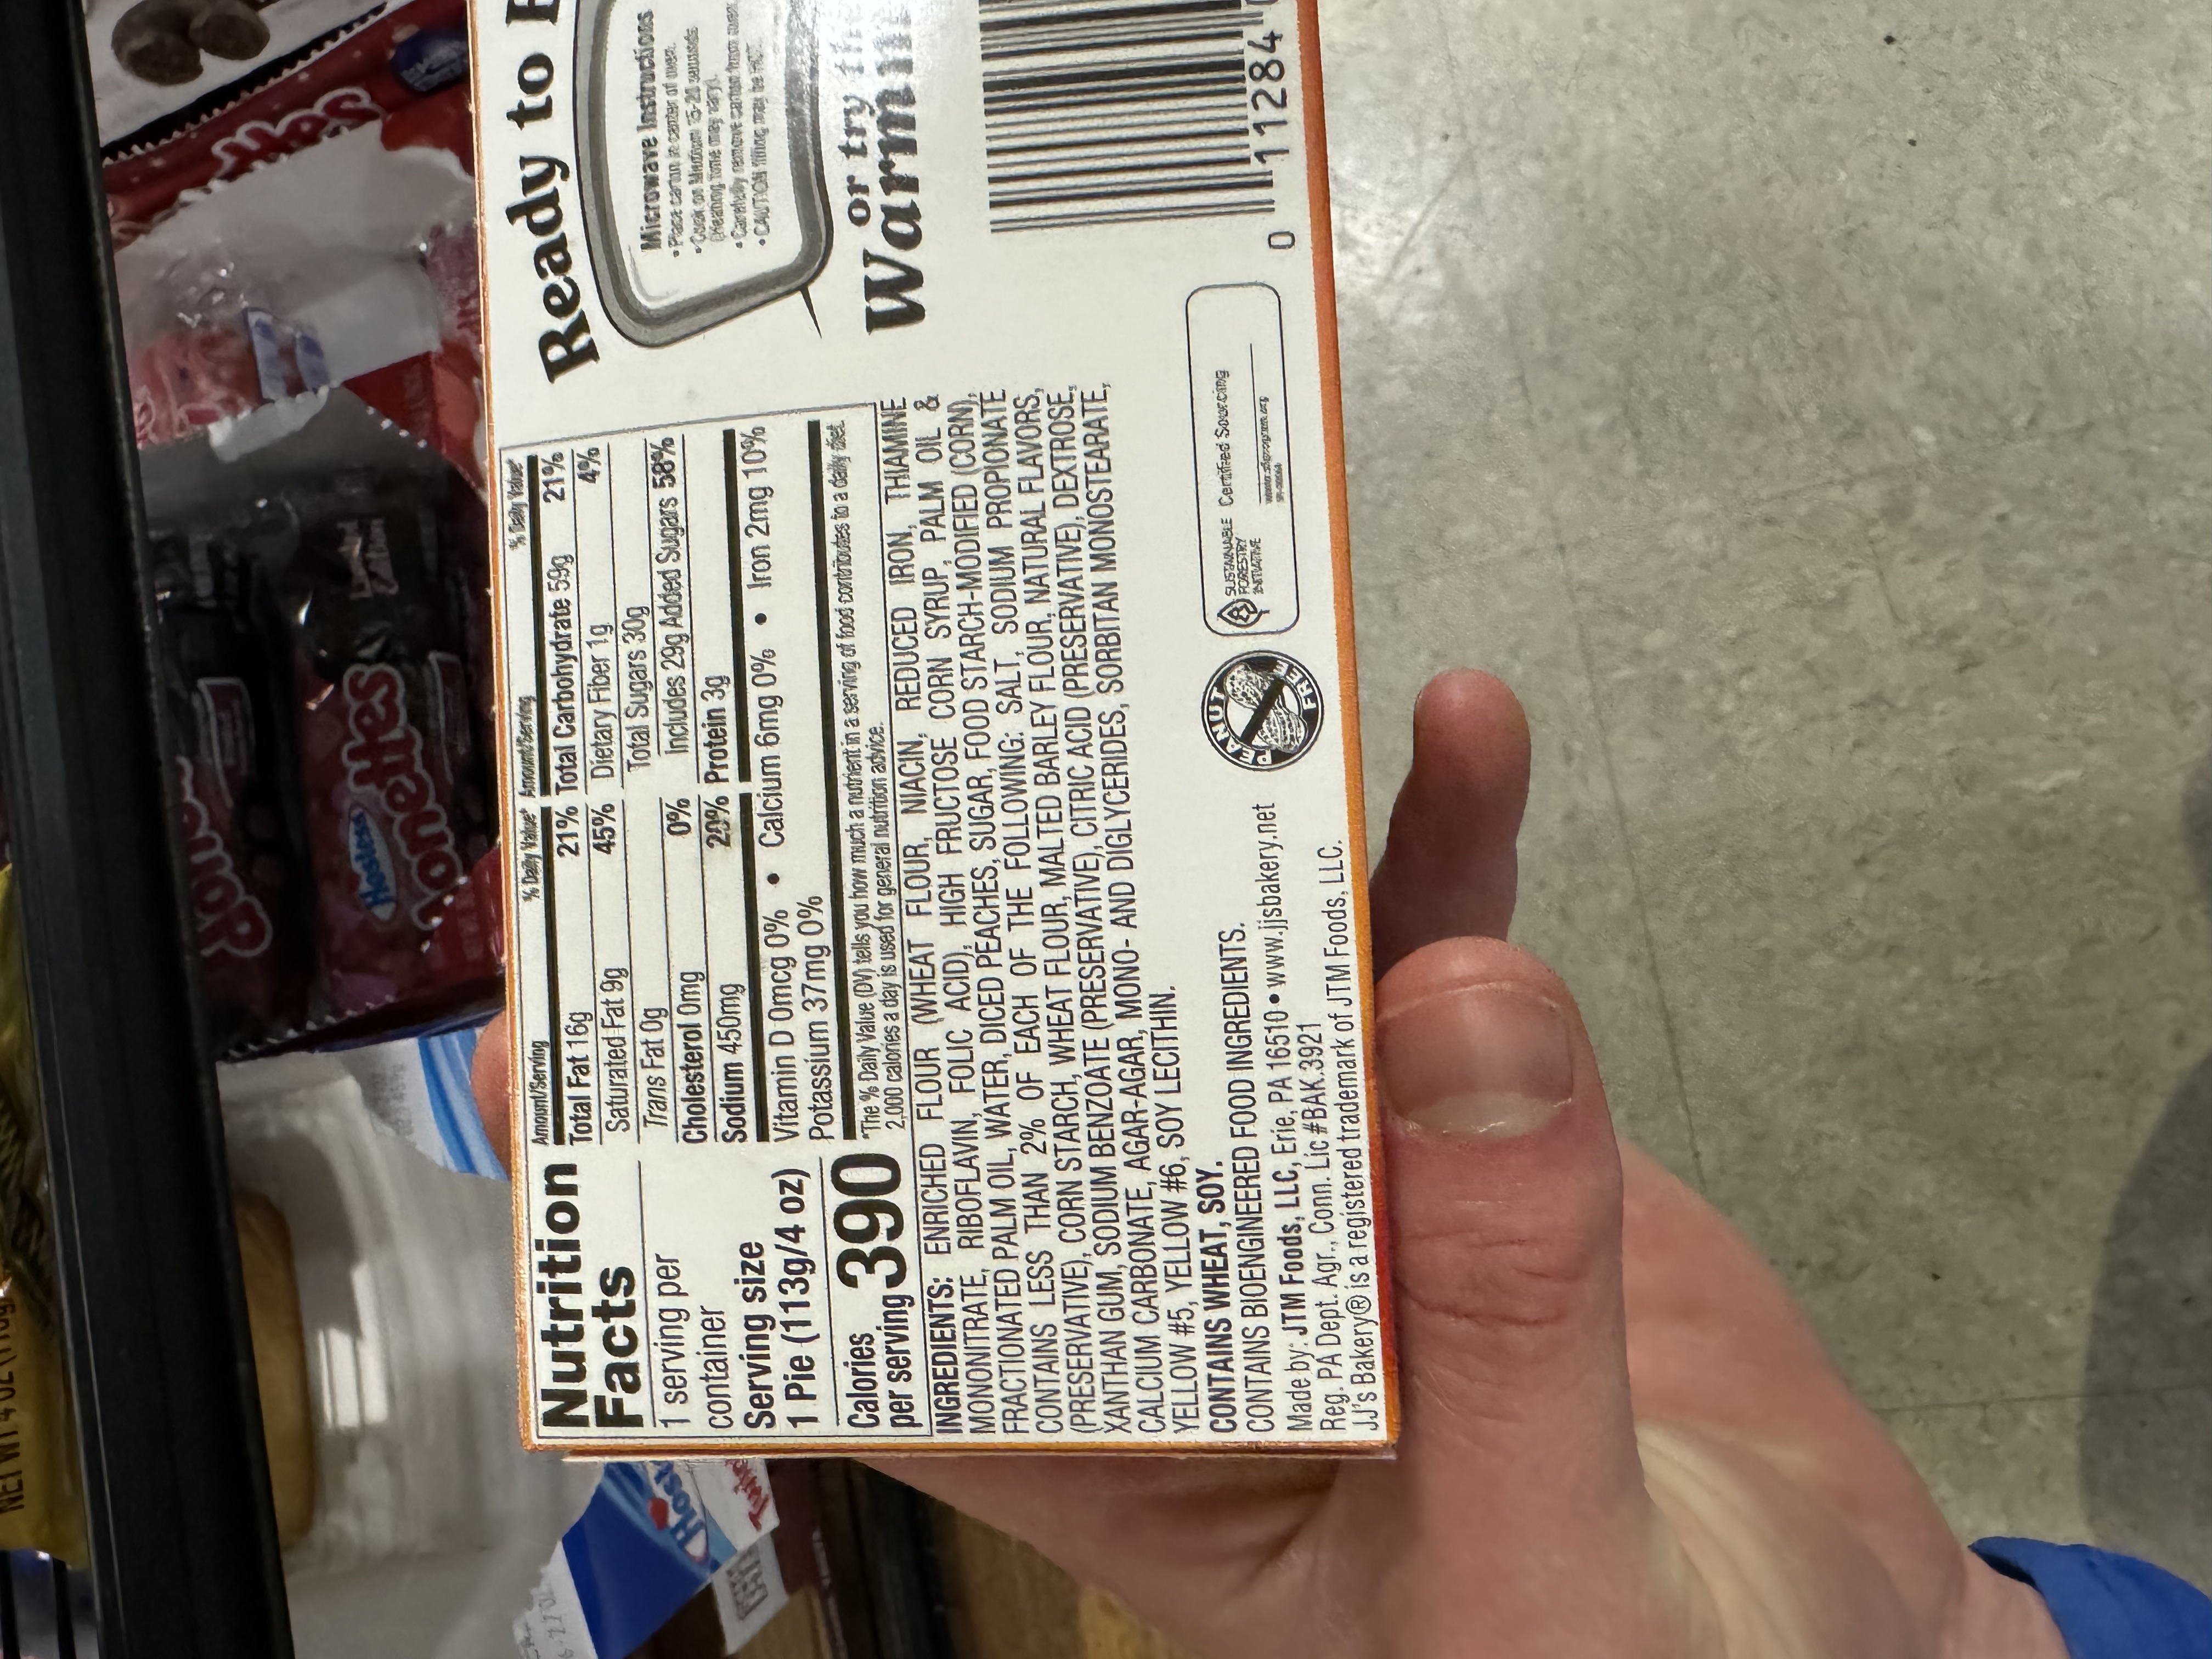 NET WT 4 OZ (113g)
Hostess
Donettes
Limited
Edition
Nutrition
Facts
1 serving per
container
Serving size
1 Pie (113g/4 oz)
Calories
per serving 390
Amount/Serving % Daily Value*
Total Fat 16g 21%
Saturated Fat 9g 45%
Trans Fat 0g
Cholesterol 0mg 0%
Sodium 450mg 20%
Amount/Serving % Daily Value*
Total Carbohydrate 59g 21%
Dietary Fiber 1g 4%
Total Sugars 30g
Includes 29g Added Sugars 58%
Protein 3g
Vitamin D 0mcg 0% • Calcium 6mg 0% • Iron 2mg 10%
Potassium 37mg 0%
*The % Daily Value (DV) tells you how much a nutrient in a serving of food contributes to a daily diet.
2,000 calories a day is used for general nutrition advice.
INGREDIENTS: ENRICHED FLOUR (WHEAT FLOUR, NIACIN, REDUCED IRON, THIAMINE
MONONITRATE, RIBOFLAVIN, FOLIC ACID), HIGH FRUCTOSE CORN SYRUP, PALM OIL &
FRACTIONATED PALM OIL, WATER, DICED PEACHES, SUGAR, FOOD STARCH-MODIFIED (CORN),
CONTAINS LESS THAN 2% OF EACH OF THE FOLLOWING: SALT, SODIUM PROPIONATE
(PRESERVATIVE), CORN STARCH, WHEAT FLOUR, MALTED BARLEY FLOUR, NATURAL FLAVORS,
XANTHAN GUM, SODIUM BENZOATE (PRESERVATIVE), CITRIC ACID (PRESERVATIVE), DEXTROSE,
CALCIUM CARBONATE, AGAR-AGAR, MONO- AND DIGLYCERIDES, SORBITAN MONOSTEARATE,
YELLOW #5, YELLOW #6, SOY LECITHIN.
CONTAINS WHEAT, SOY.
CONTAINS BIOENGINEERED FOOD INGREDIENTS.
Made by: JTM Foods, LLC, Erie, PA 16510 • www.jjsbakery.net
Reg. PA Dept. Agr., Conn. Lic #BAK.3921
JJ's Bakery® is a registered trademark of JTM Foods, LLC.
PEANUT
FREE
SUSTAINABLE
FORESTRY
INITIATIVE
Certified Sourcing
www.sfiprogram.org
Ready to
Microwave Instructions
• Place carton in center of oven.
• Cook on Medium 15-20 seconds
(Heating time may vary).
• Carefully remove carton from oven.
• CAUTION filling may be HOT.
or try the
0 11284